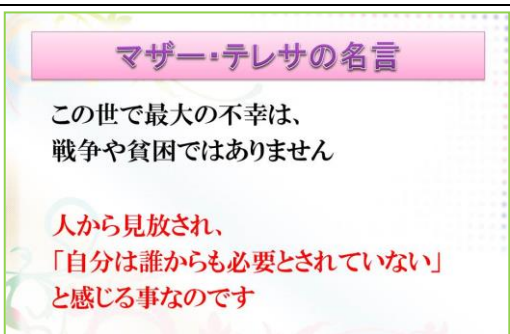 マザー・テレサの名言
この世で最大の不幸は、
戦争や貧困ではありません
人から見放され、
「自分は誰からも必要とされていない」
と感じる事なのです